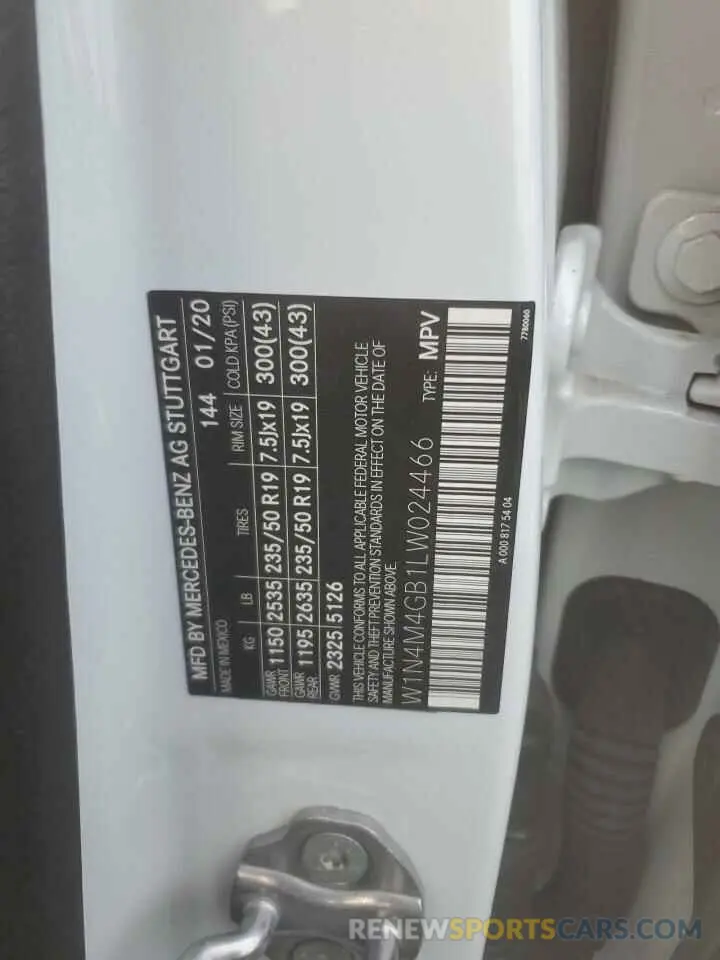 MFD BY MERCEDES-BENZ AG STUTTGART
MADE IN MEXICO 144 01/20
KG LB TIRES RIM SIZE COLD KPA (PSI)
GAWR FRONT 1150 2535 235/50 R19 7.5Jx19 300(43)
GAWR REAR 1195 2635 235/50 R19 7.5Jx19 300(43)
GVWR 2325 5126
THIS VEHICLE CONFORMS TO ALL APPLICABLE FEDERAL MOTOR VEHICLE
SAFETY AND THEFT PREVENTION STANDARDS IN EFFECT ON THE DATE OF
MANUFACTURE SHOWN ABOVE.
W1N4M4GB1LW024466 TYPE: MPV
A 000 817 54 04 7780060
RENEWSPORTSCARS.COM